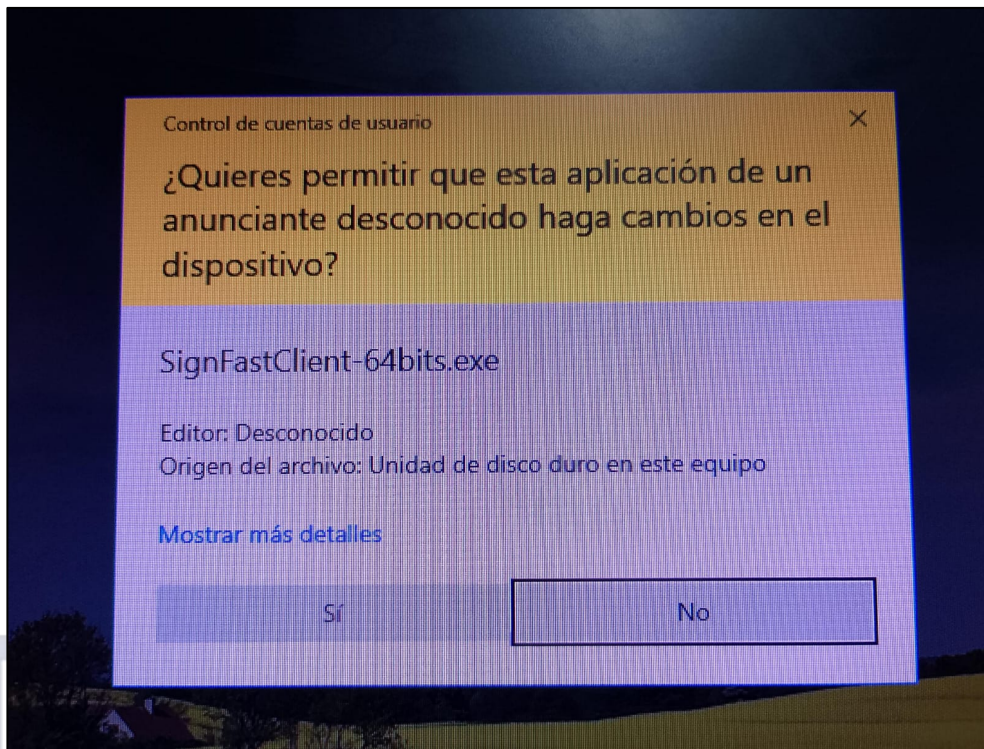 Control de cuentas de usuario
¿Quieres permitir que esta aplicación de un
anunciante desconocido haga cambios en el
dispositivo?
SignFastClient-64bits.exe
Editor: Desconocido
Origen del archivo: Unidad de disco duro en este equipo
Mostrar más detalles
Sí
No